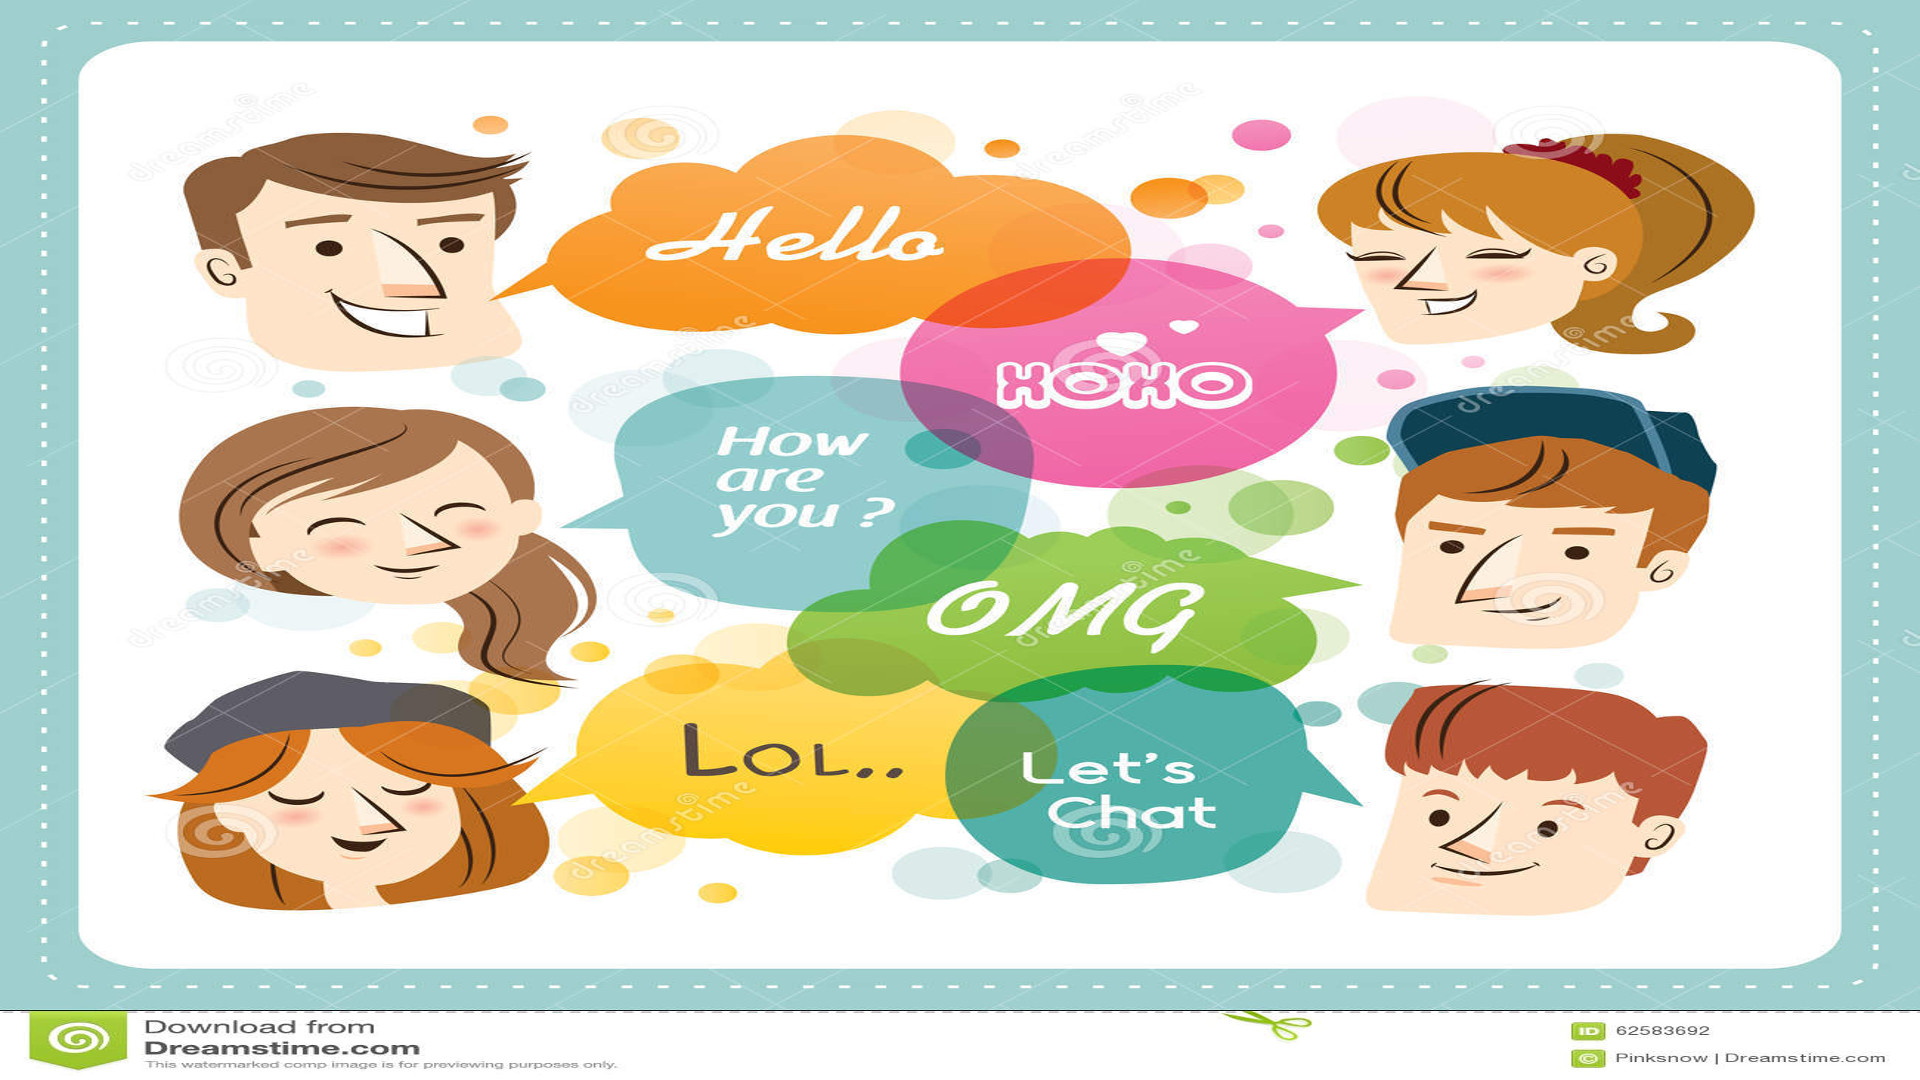 Hello
XOXO
How
are
you ?
OMG
LOL..
Let's
Chat
dreamstime
Download from
Dreamstime.com
This watermarked comp image is for previewing purposes only.
ID 62583692
© Pinksnow | Dreamstime.com